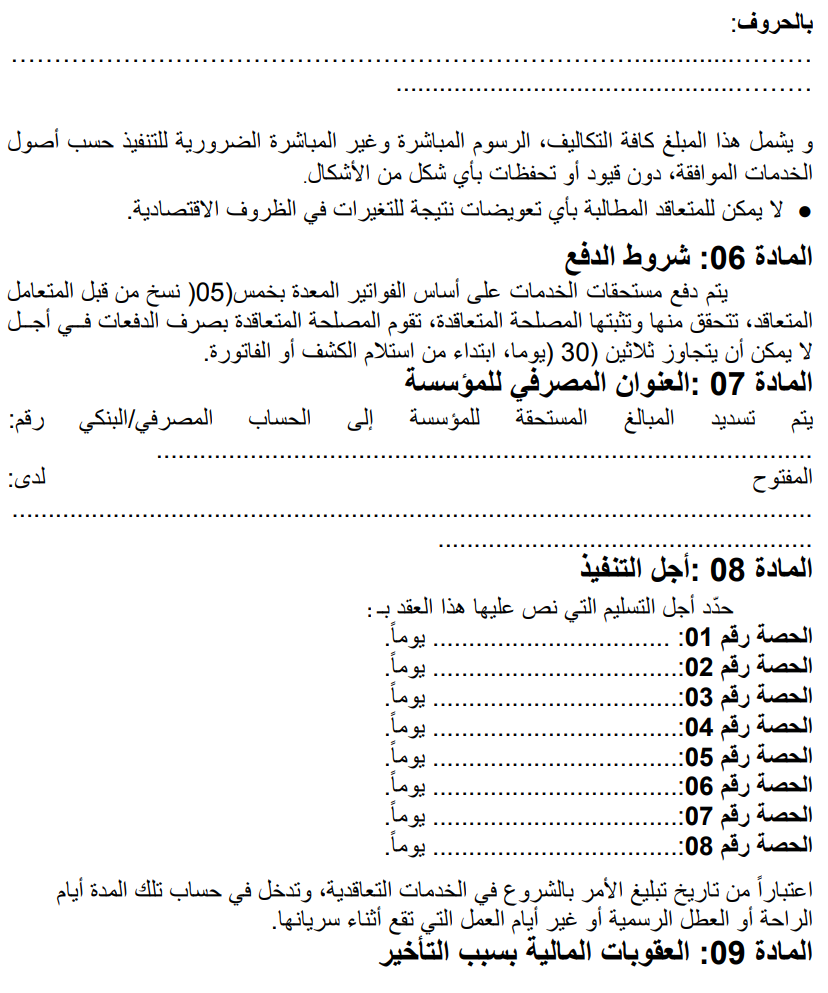 بالحروف:
...........................................................................................
.........................................................
و يشمل هذا المبلغ كافة التكاليف، الرسوم المباشرة وغير المباشرة الضرورية للتنفيذ حسب أصول
الخدمات الموافقة، دون قيود أو تحفظات بأي شكل من الأشكال.
● لا يمكن للمتعاقد المطالبة بأي تعويضات نتيجة للتغيرات في الظروف الاقتصادية.
المادة 06: شروط الدفع
يتم دفع مستحقات الخدمات على أساس الفواتير المعدة بخمس(05( نسخ من قبل المتعامل
المتعاقد، تتحقق منها وتثبتها المصلحة المتعاقدة، تقوم المصلحة المتعاقدة بصرف الدفعات فــي أجــل
لا يمكن أن يتجاوز ثلاثين (30 (يوما، ابتداء من استلام الكشف أو الفاتورة.
المادة 07 :العنوان المصرفي للمؤسسة
يتم تسديد المبالغ المستحقة للمؤسسة إلى الحساب المصرفي/البنكي رقم:
...........................................................................................
المفتوح لدى:
...............................................................................................................
....................................................
المادة 08 :أجل التنفيذ
حدّد أجل التسليم التي نص عليها هذا العقد بـ :
الحصة رقم 01: ................................. يوماً.
الحصة رقم 02:.................................. يوماً.
الحصة رقم 03:.................................. يوماً.
الحصة رقم 04:.................................. يوماً.
الحصة رقم 05:.................................. يوماً.
الحصة رقم 06:.................................. يوماً.
الحصة رقم 07:.................................. يوماً.
الحصة رقم 08:.................................. يوماً.
اعتباراً من تاريخ تبليغ الأمر بالشروع في الخدمات التعاقدية، وتدخل في حساب تلك المدة أيام
الراحة أو العطل الرسمية أو غير أيام العمل التي تقع أثناء سريانها.
المادة 09: العقوبات المالية بسبب التأخير